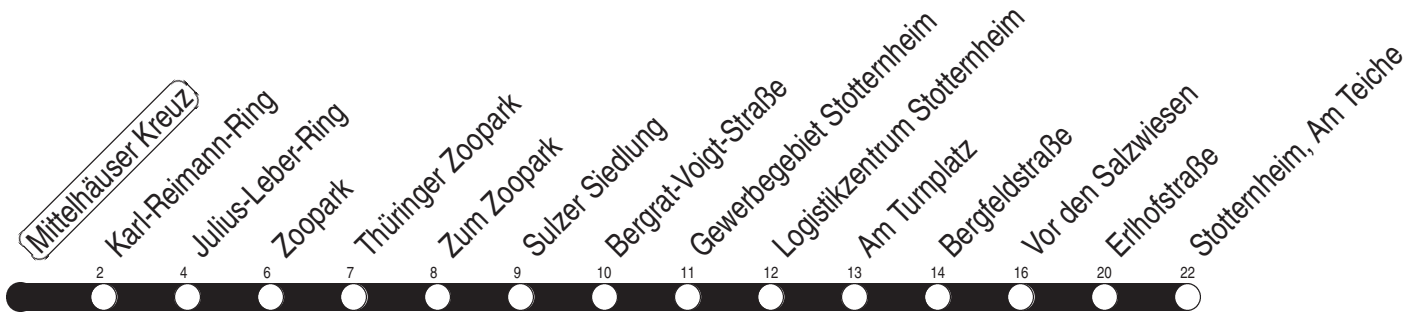 Mittelhäuser Kreuz
Karl-Reimann-Ring
Julius-Leber-Ring
Zoopark
Thüringer Zoopark
Zum Zoopark
Sulzer Siedlung
Bergrat-Voigt-Straße
Gewerbegebiet Stotternheim
Logistikzentrum Stotternheim
Am Turnplatz
Bergfeldstraße
Vor den Salzwiesen
Erlhofstraße
Stotternheim, Am Teiche
2 4 6 7 8 9 10 11 12 13 14 16 20 22